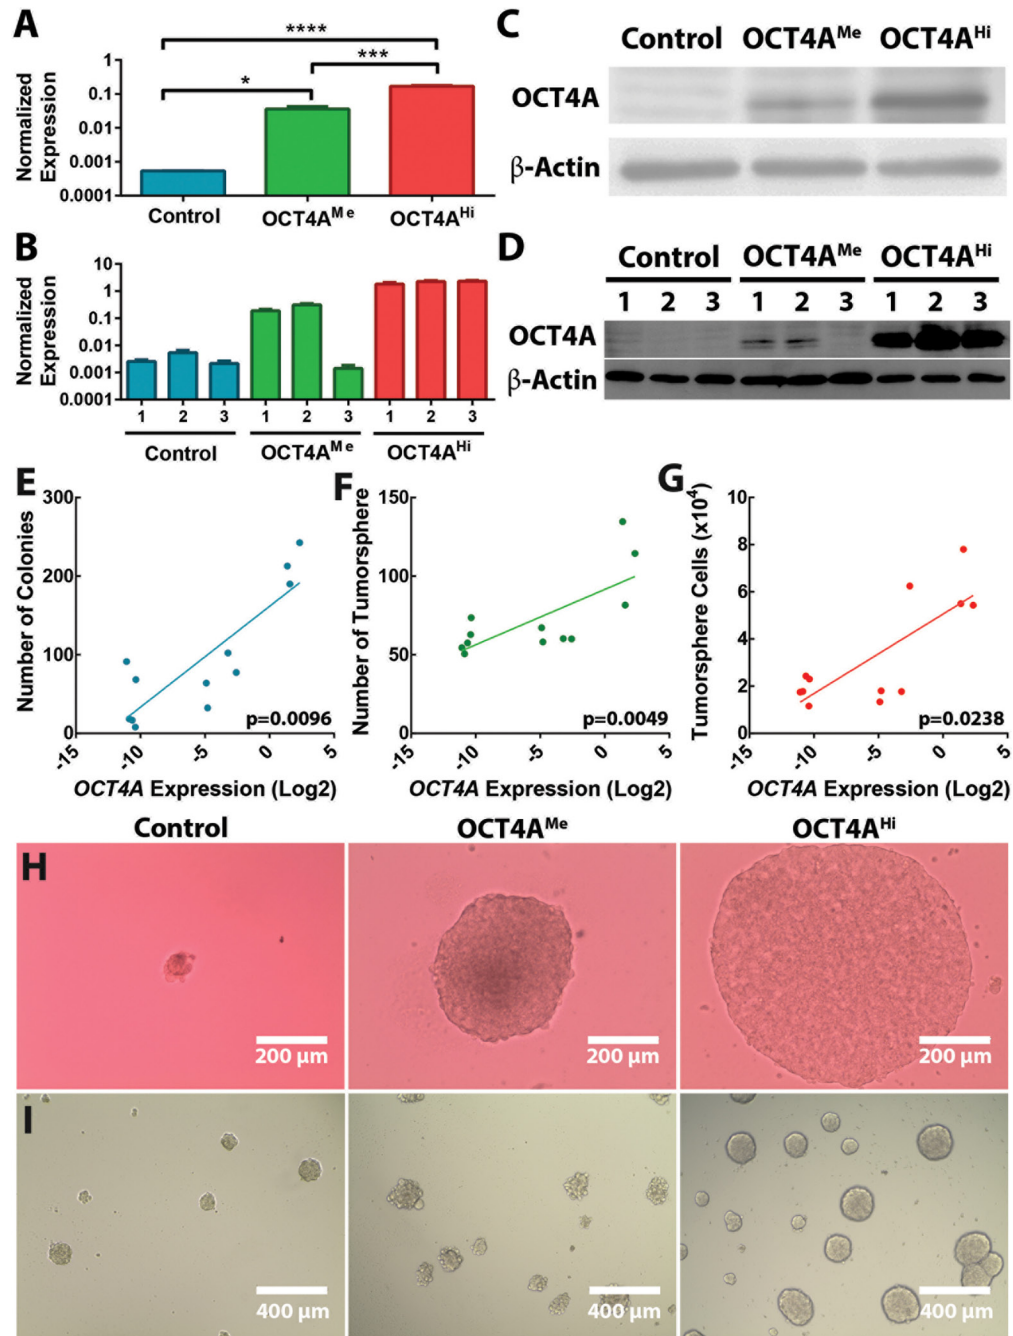 A
****
***
*
Normalized
Expression
1
0.1
0.01
0.001
0.0001
Control
OCT4AMe
OCT4AHi
B
Normalized
Expression
10
1
0.1
0.01
0.001
0.0001
1 2 3 1 2 3 1 2 3
Control
OCT4AMe
OCT4AHi
C
Control OCT4AMe OCT4AHi
OCT4A
β-Actin
D
Control OCT4AMe OCT4AHi
1 2 3 1 2 3 1 2 3
OCT4A
β-Actin
E
Number of Colonies
300
200
100
0
p=0.0096
-15 -10 -5 0 5
OCT4A Expression (Log2)
F
Number of Tumorsphere
150
100
50
0
p=0.0049
-15 -10 -5 0 5
OCT4A Expression (Log2)
G
Tumorsphere Cells (x10⁴)
10
8
6
4
2
0
p=0.0238
-15 -10 -5 0 5
OCT4A Expression (Log2)
Control OCT4AMe OCT4AHi
H
200 µm
200 µm
200 µm
I
400 µm
400 µm
400 µm